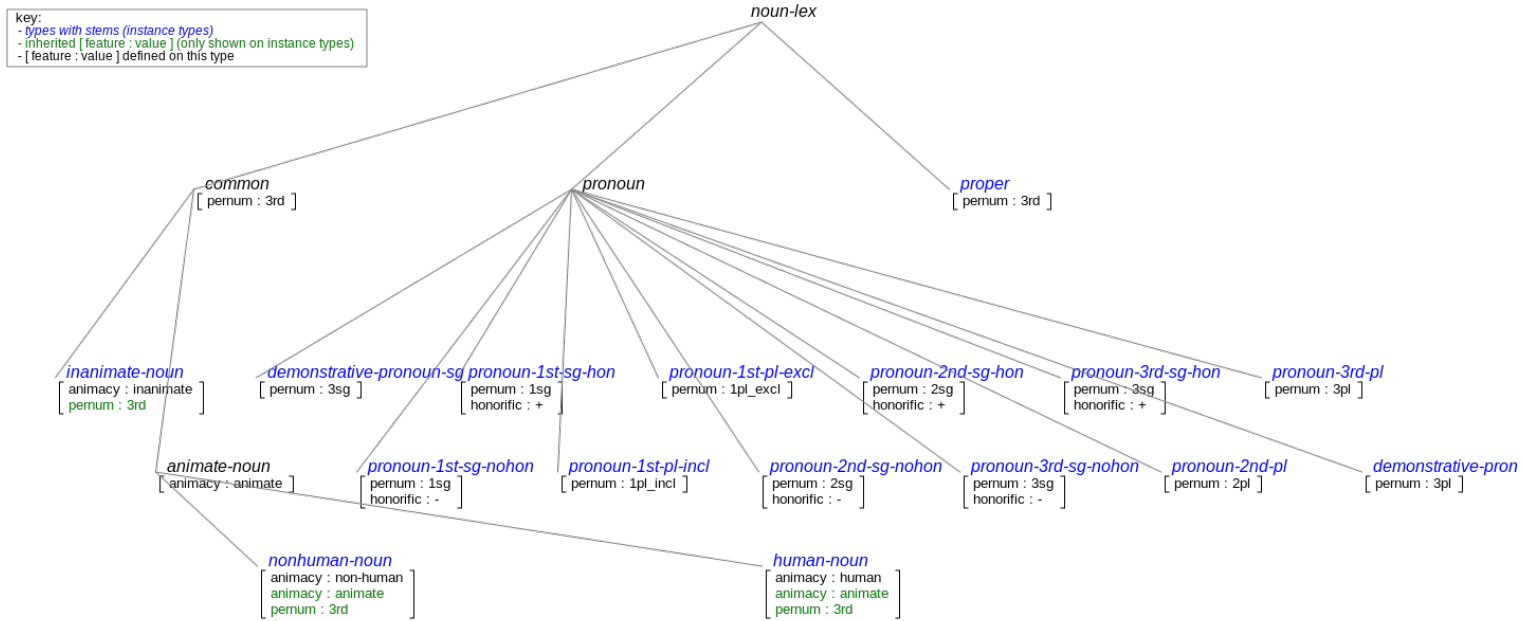 noun-lex
key:
- types with stems (instance types)
- inherited [ feature : value ] (only shown on instance types)
- [ feature : value ] defined on this type
common
[ pernum : 3rd ]
pronoun
proper
[ pernum : 3rd ]
inanimate-noun
animacy : inanimate
pernum : 3rd
demonstrative-pronoun-sg
[ pernum : 3sg ]
pronoun-1st-sg-hon
pernum : 1sg
honorific : +
pronoun-1st-pl-excl
[ pernum : 1pl_excl ]
pronoun-2nd-sg-hon
pernum : 2sg
honorific : +
pronoun-3rd-sg-hon
pernum : 3sg
honorific : +
pronoun-3rd-pl
[ pernum : 3pl ]
animate-noun
[ animacy : animate ]
pronoun-1st-sg-nohon
pernum : 1sg
honorific : -
pronoun-1st-pl-incl
[ pernum : 1pl_incl ]
pronoun-2nd-sg-nohon
pernum : 2sg
honorific : -
pronoun-3rd-sg-nohon
pernum : 3sg
honorific : -
pronoun-2nd-pl
[ pernum : 2pl ]
demonstrative-pron
[ pernum : 3pl ]
nonhuman-noun
animacy : non-human
animacy : animate
pernum : 3rd
human-noun
animacy : human
animacy : animate
pernum : 3rd